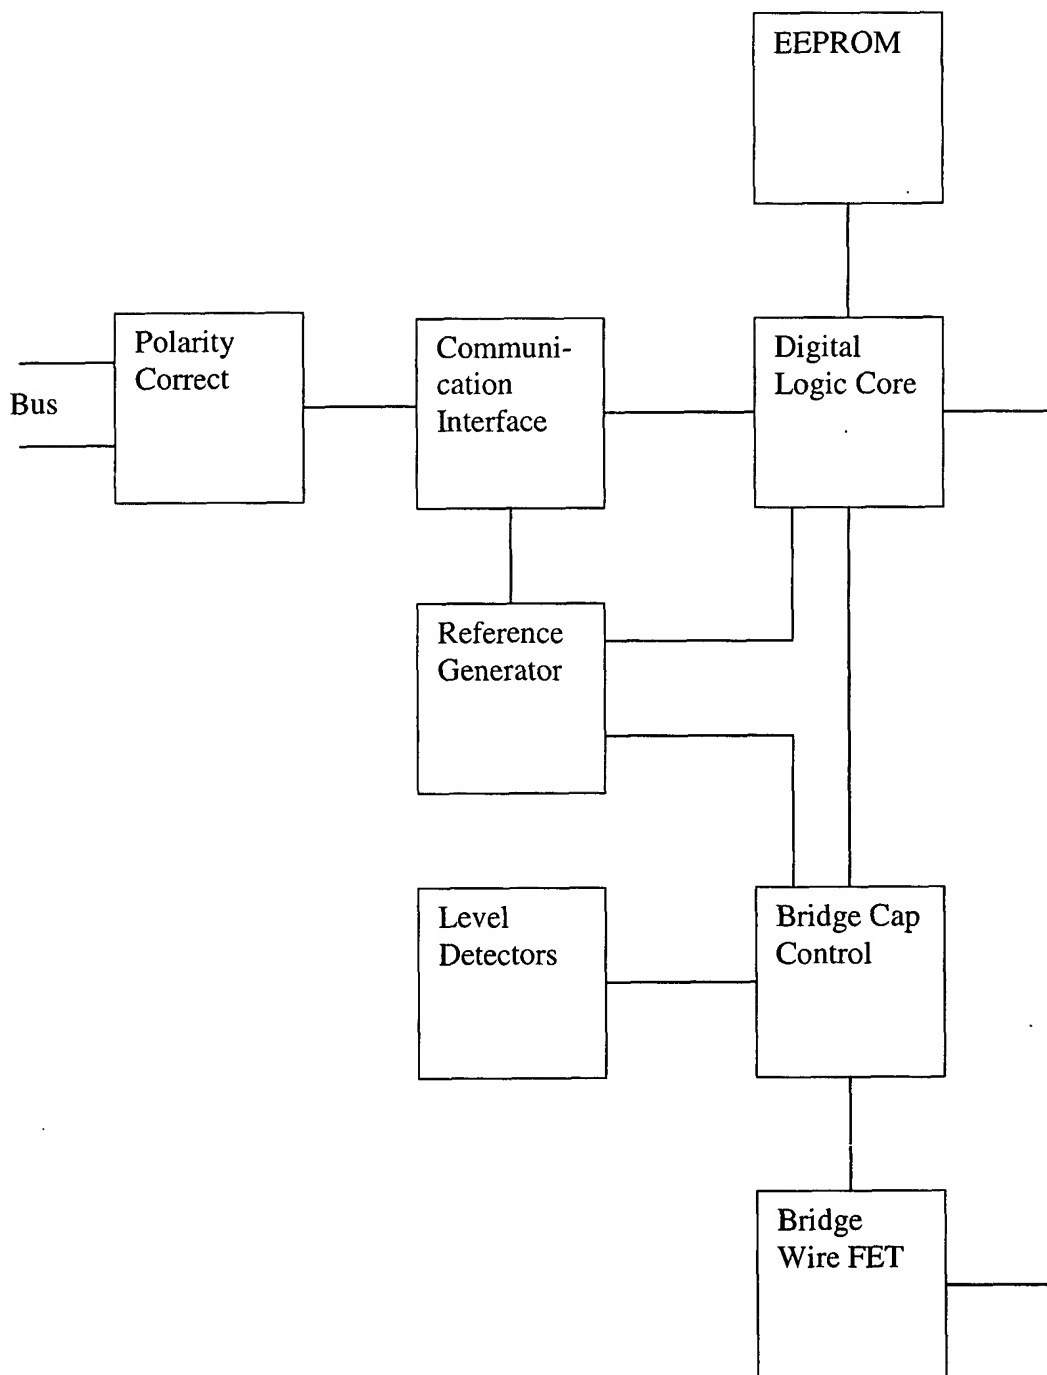 EEPROM
Polarity
Correct
Bus
Communi-
cation
Interface
Digital
Logic Core
Reference
Generator
Level
Detectors
Bridge Cap
Control
Bridge
Wire FET